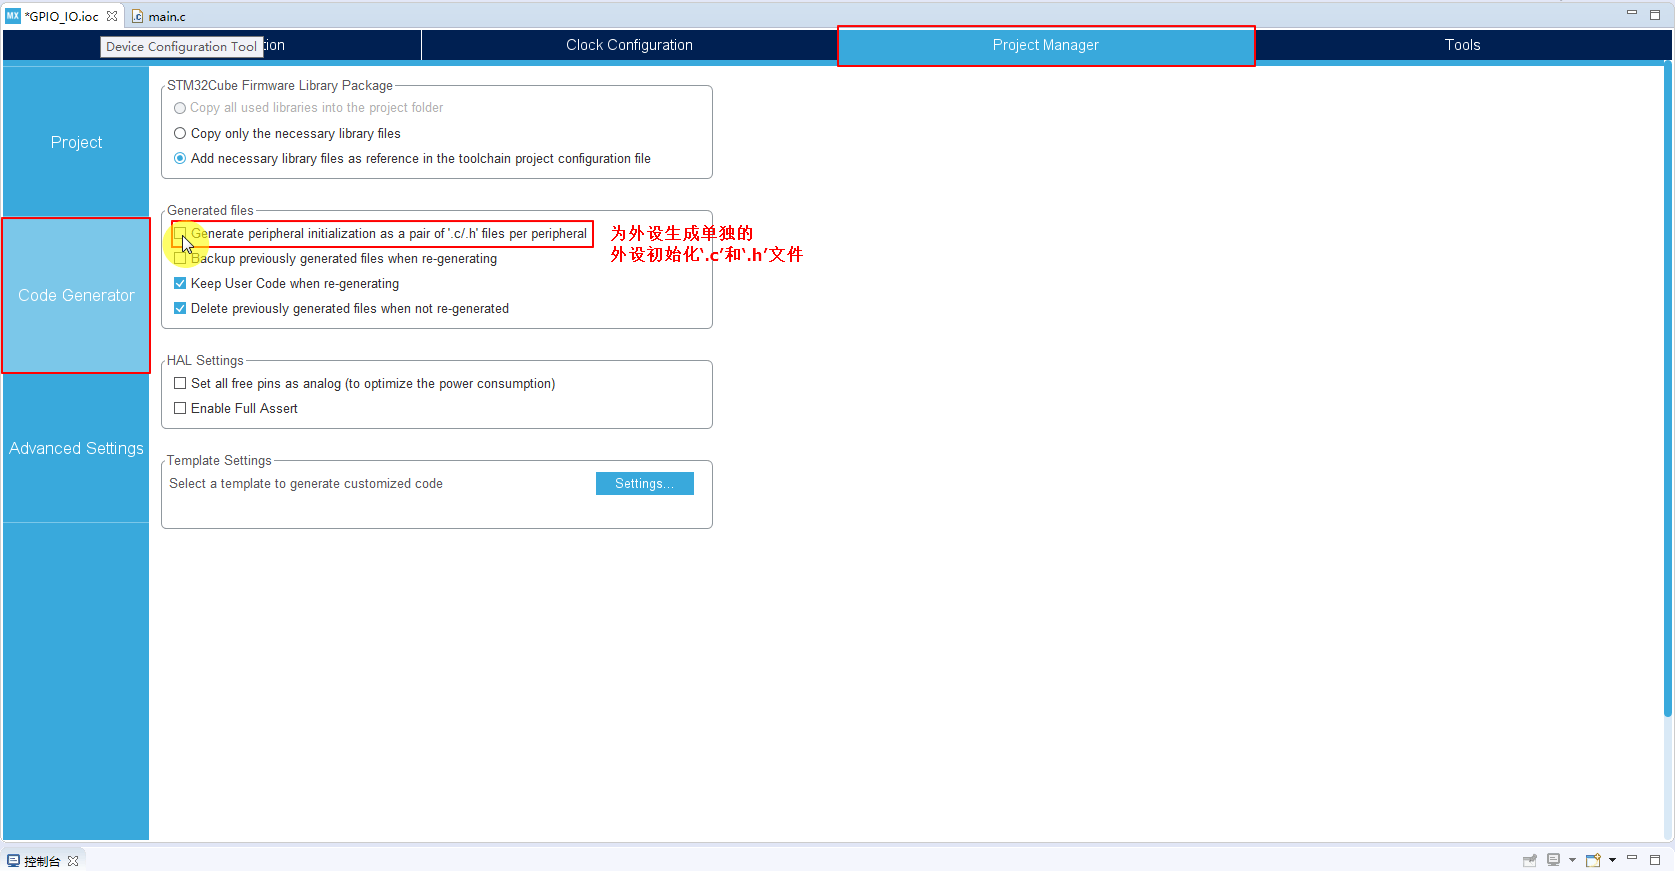 MX *GPIO_IO.ioc
main.c
Device Configuration Tool
tion
Clock Configuration
Project Manager
Tools
Project
Code Generator
Advanced Settings
STM32Cube Firmware Library Package
Copy all used libraries into the project folder
Copy only the necessary library files
Add necessary library files as reference in the toolchain project configuration file
Generated files
Generate peripheral initialization as a pair of '.c/.h' files per peripheral
为外设生成单独的
外设初始化‘.c’和‘.h’文件
Backup previously generated files when re-generating
Keep User Code when re-generating
Delete previously generated files when not re-generated
HAL Settings
Set all free pins as analog (to optimize the power consumption)
Enable Full Assert
Template Settings
Select a template to generate customized code
Settings...
控制台